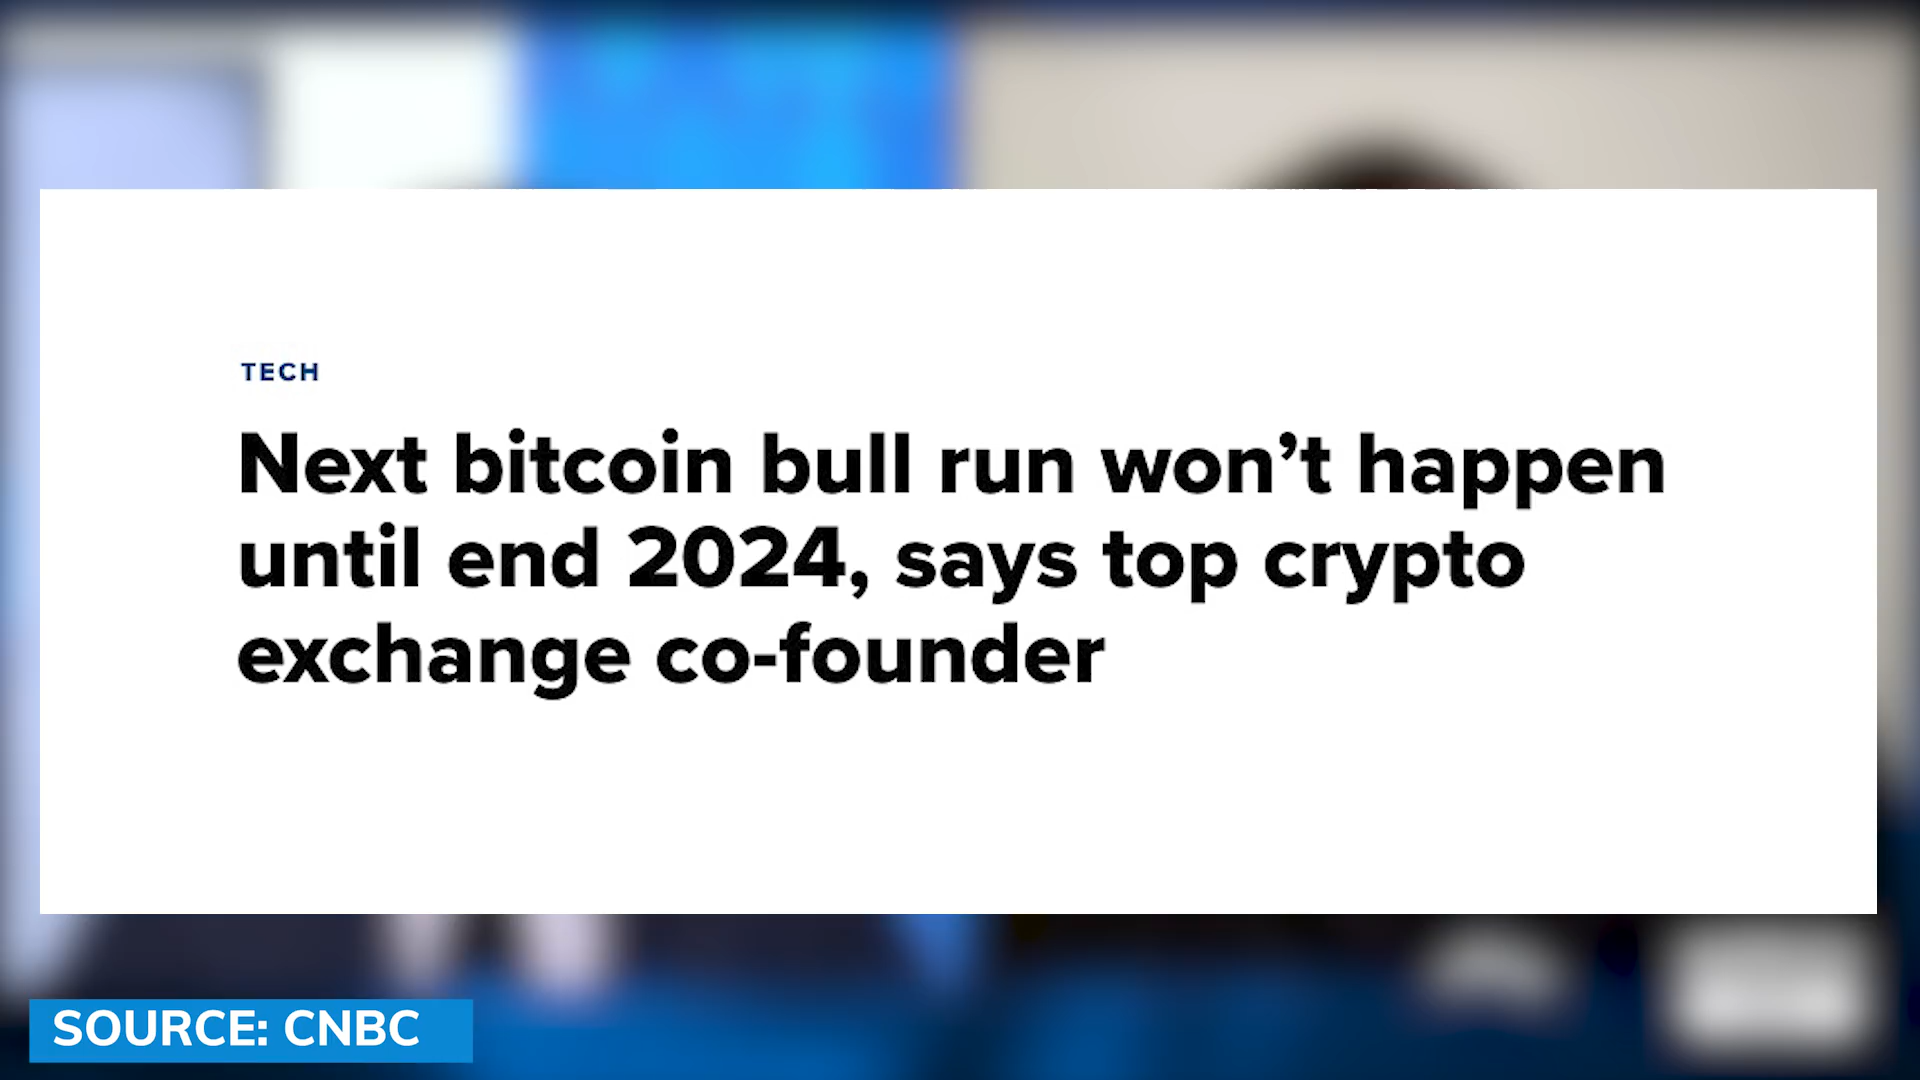 TECH
Next bitcoin bull run won’t happen
until end 2024, says top crypto
exchange co-founder
SOURCE: CNBC